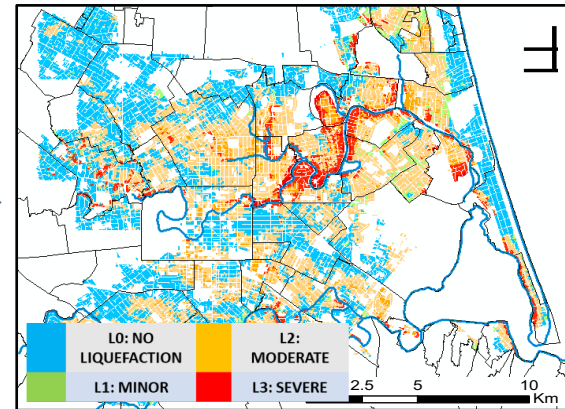 L0: NO
LIQUEFACTION
L2:
MODERATE
L1: MINOR
L3: SEVERE
2.5 5 10
Km